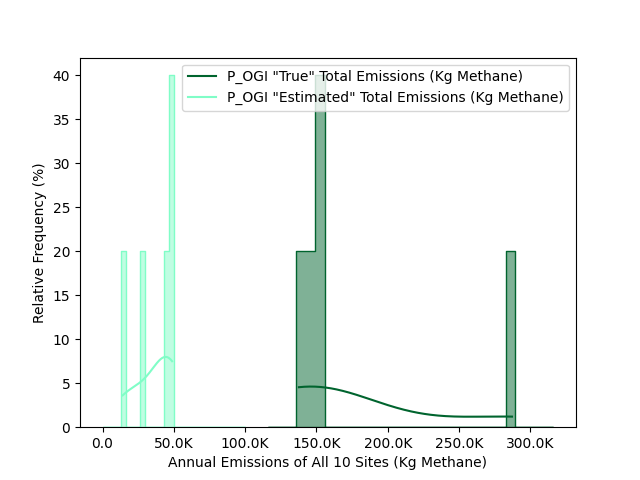 P_OGI "True" Total Emissions (Kg Methane)
P_OGI "Estimated" Total Emissions (Kg Methane)
Relative Frequency (%)
40
35
30
25
20
15
10
5
0
0.0 50.0K 100.0K 150.0K 200.0K 250.0K 300.0K
Annual Emissions of All 10 Sites (Kg Methane)